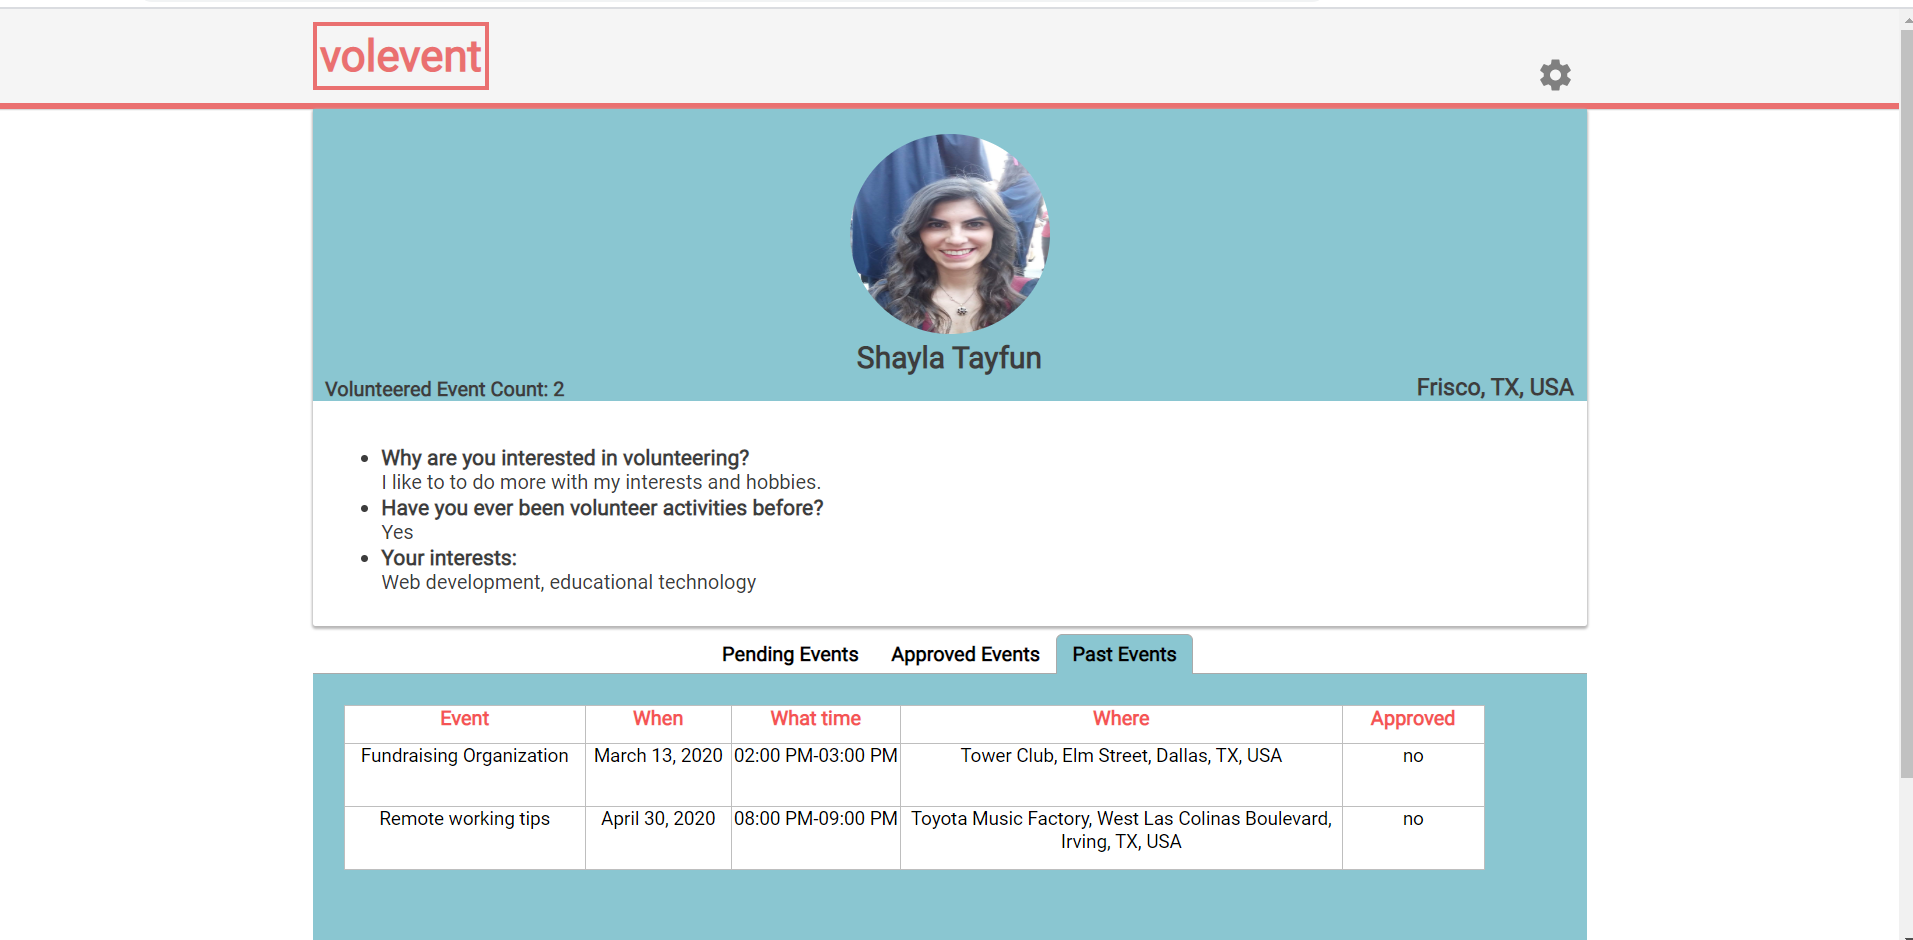 volevent
Shayla Tayfun
Volunteered Event Count: 2
Frisco, TX, USA
Why are you interested in volunteering?
I like to to do more with my interests and hobbies.
Have you ever been volunteer activities before?
Yes
Your interests:
Web development, educational technology
Pending Events Approved Events Past Events
Event When What time Where Approved
Fundraising Organization March 13, 2020 02:00 PM-03:00 PM Tower Club, Elm Street, Dallas, TX, USA no
Remote working tips April 30, 2020 08:00 PM-09:00 PM Toyota Music Factory, West Las Colinas Boulevard, no
Irving, TX, USA